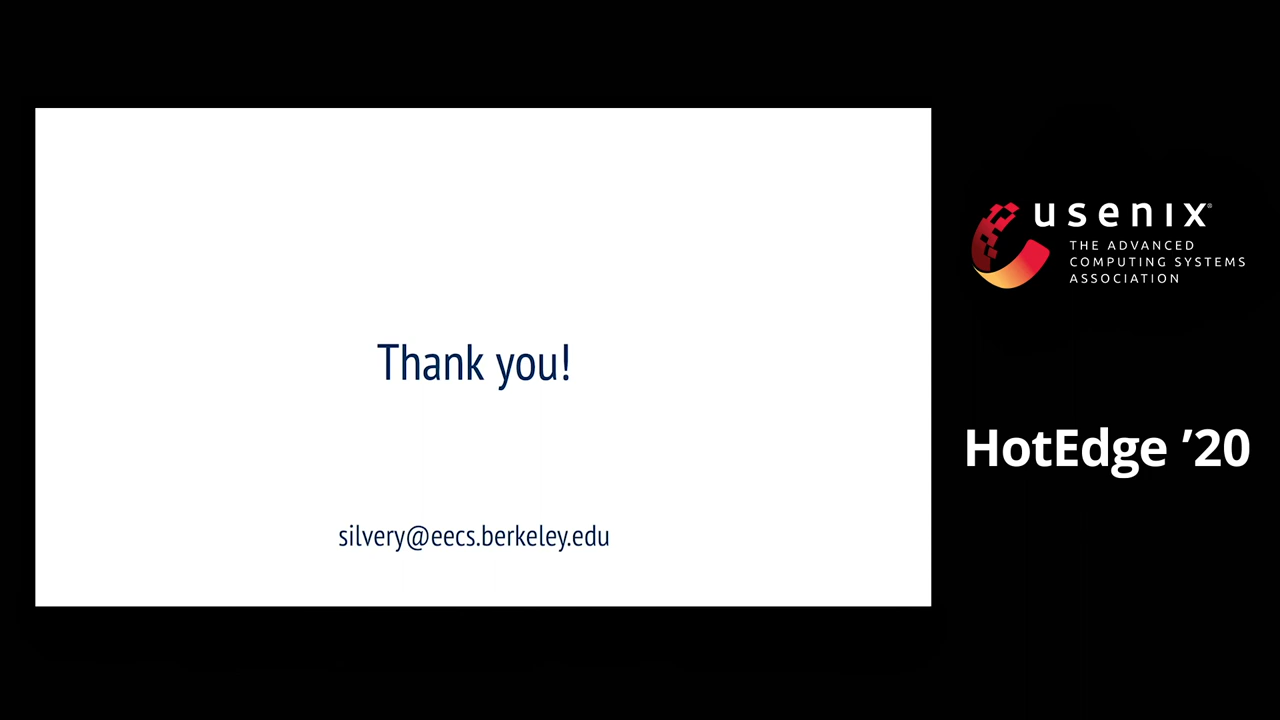 Thank you!
silvery@eecs.berkeley.edu
usenix®
THE ADVANCED
COMPUTING SYSTEMS
ASSOCIATION
HotEdge ’20